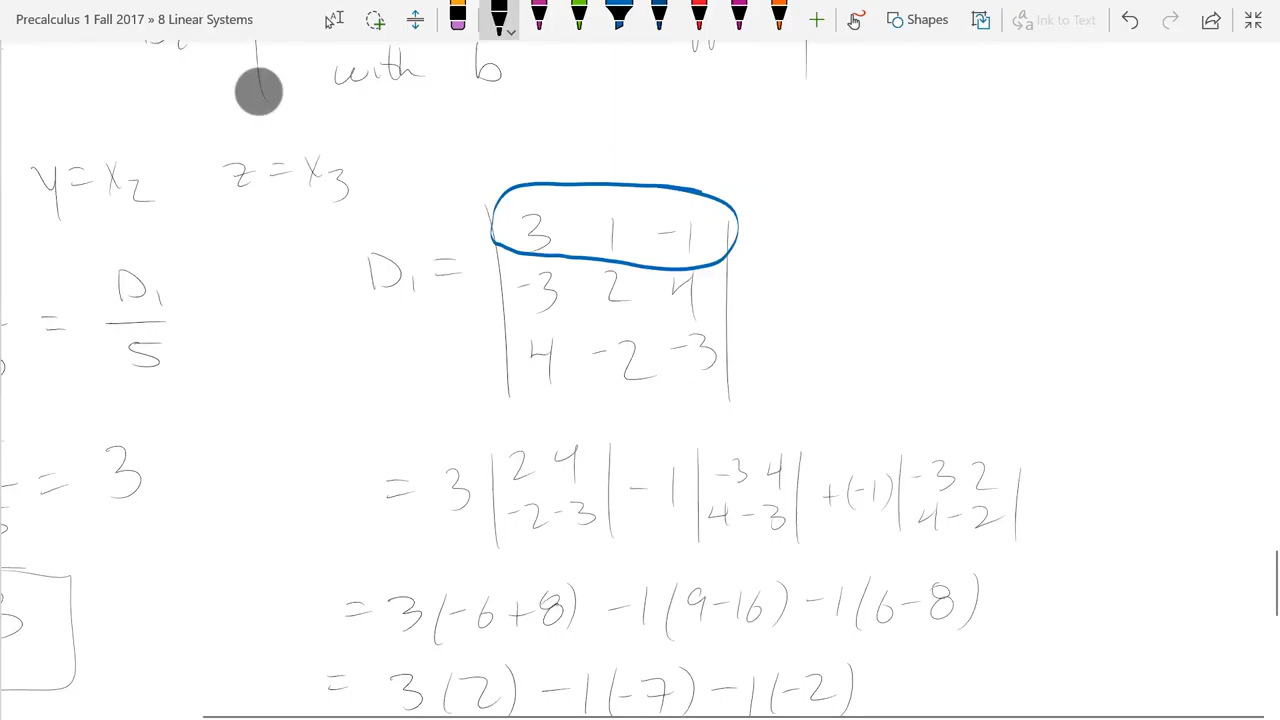 Precalculus 1 Fall 2017 » 8 Linear Systems
Shapes
Ink to Text
with b
y = x₂ z = x₃
D₁ = | 3 1 -1 |
| -3 2 4 |
| 4 -2 -3 |
= D₁ / 5
= 3
= 3 | 2 4 | - 1 | -3 4 | + (-1) | -3 2 |
| -2 -3 | | 4 -3 | | 4 -2 |
= 3(-6+8) - 1(9-16) - 1(6-8)
= 3(2) - 1(-7) - 1(-2)